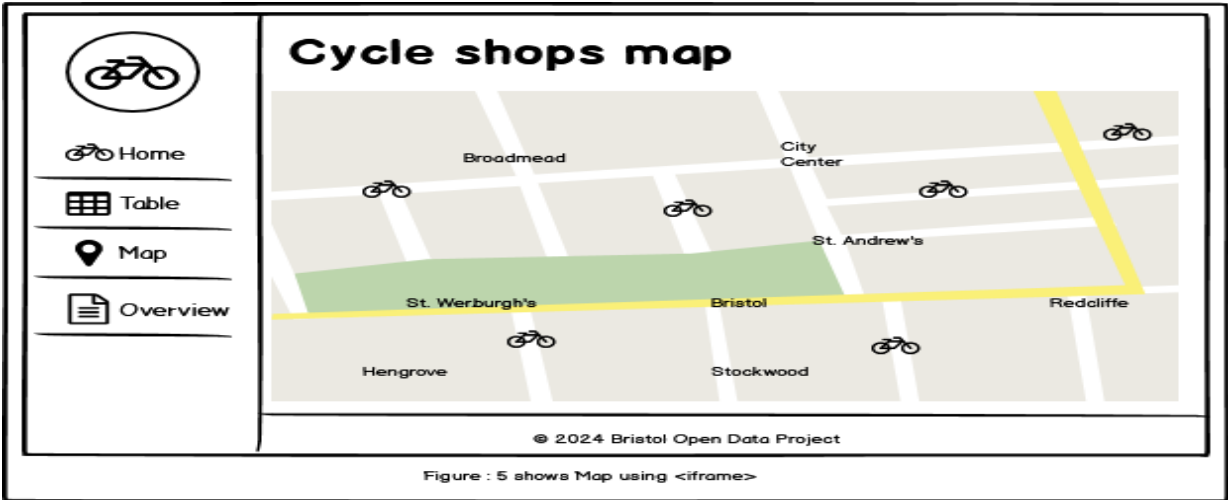 Cycle shops map
Home
Table
Map
Overview
Broadmead
City
Center
St. Andrew's
St. Werburgh's
Bristol
Redcliffe
Hengrove
Stockwood
© 2024 Bristol Open Data Project
Figure : 5 shows Map using <iframe>